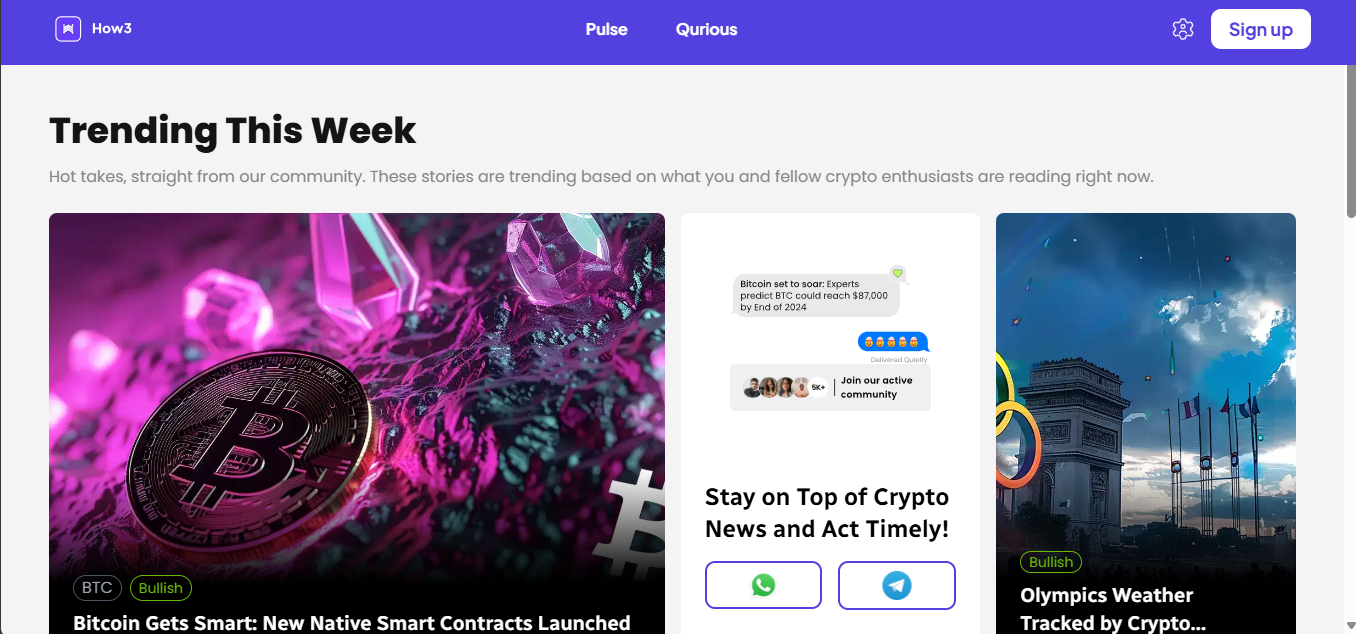 How3
Pulse
Qurious
Sign up
Trending This Week
Hot takes, straight from our community. These stories are trending based on what you and fellow crypto enthusiasts are reading right now.
BTC
Bullish
Bitcoin Gets Smart: New Native Smart Contracts Launched
Bitcoin set to soar: Experts
predict BTC could reach $87,000
by End of 2024
Delivered Quietly
5K+
Join our active
community
Stay on Top of Crypto
News and Act Timely!
Bullish
Olympics Weather
Tracked by Crypto...